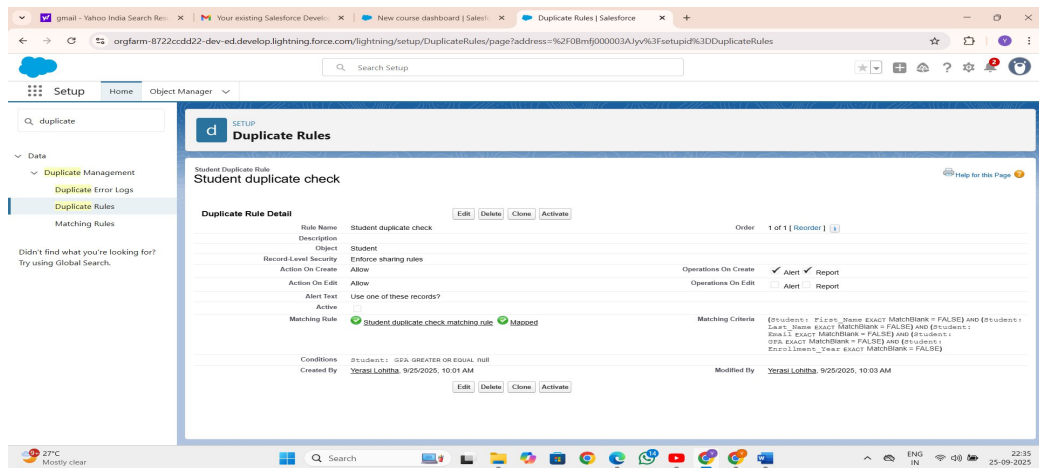 gmail - Yahoo India Search Res
Your existing Salesforce Develo
New course dashboard | Salesfo
Duplicate Rules | Salesforce
orgfarm-8722ccdd22-dev-ed.develop.lightning.force.com/lightning/setup/DuplicateRules/page?address=%2F0Bmfj000003AJyv%3Fsetupid%3DDuplicateRules
Y
Search Setup
2
Setup Home Object Manager
duplicate
Data
Duplicate Management
Duplicate Error Logs
Duplicate Rules
Matching Rules
Didn't find what you're looking for?
Try using Global Search.
d
SETUP
Duplicate Rules
Student Duplicate Rule
Student duplicate check
Help for this Page ?
Duplicate Rule Detail Edit Delete Clone Activate
Rule Name Student duplicate check Order 1 of 1 [ Reorder ] i
Description
Object Student
Record-Level Security Enforce sharing rules
Action On Create Allow Operations On Create Alert Report
Action On Edit Allow Operations On Edit Alert Report
Alert Text Use one of these records?
Active
Matching Rule Student duplicate check matching rule Mapped Matching Criteria (Student: First_Name EXACT MatchBlank = FALSE) AND (Student:
Last_Name EXACT MatchBlank = FALSE) AND (Student:
Email EXACT MatchBlank = FALSE) AND (Student:
GPA EXACT MatchBlank = FALSE) AND (Student:
Enrollment_Year EXACT MatchBlank = FALSE)
Conditions Student: GPA GREATER OR EQUAL null
Created By Yerasi Lohitha, 9/25/2025, 10:01 AM Modified By Yerasi Lohitha, 9/25/2025, 10:03 AM
Edit Delete Clone Activate
9+
27°C
Mostly clear
Search
ENG
IN
22:35
25-09-2025